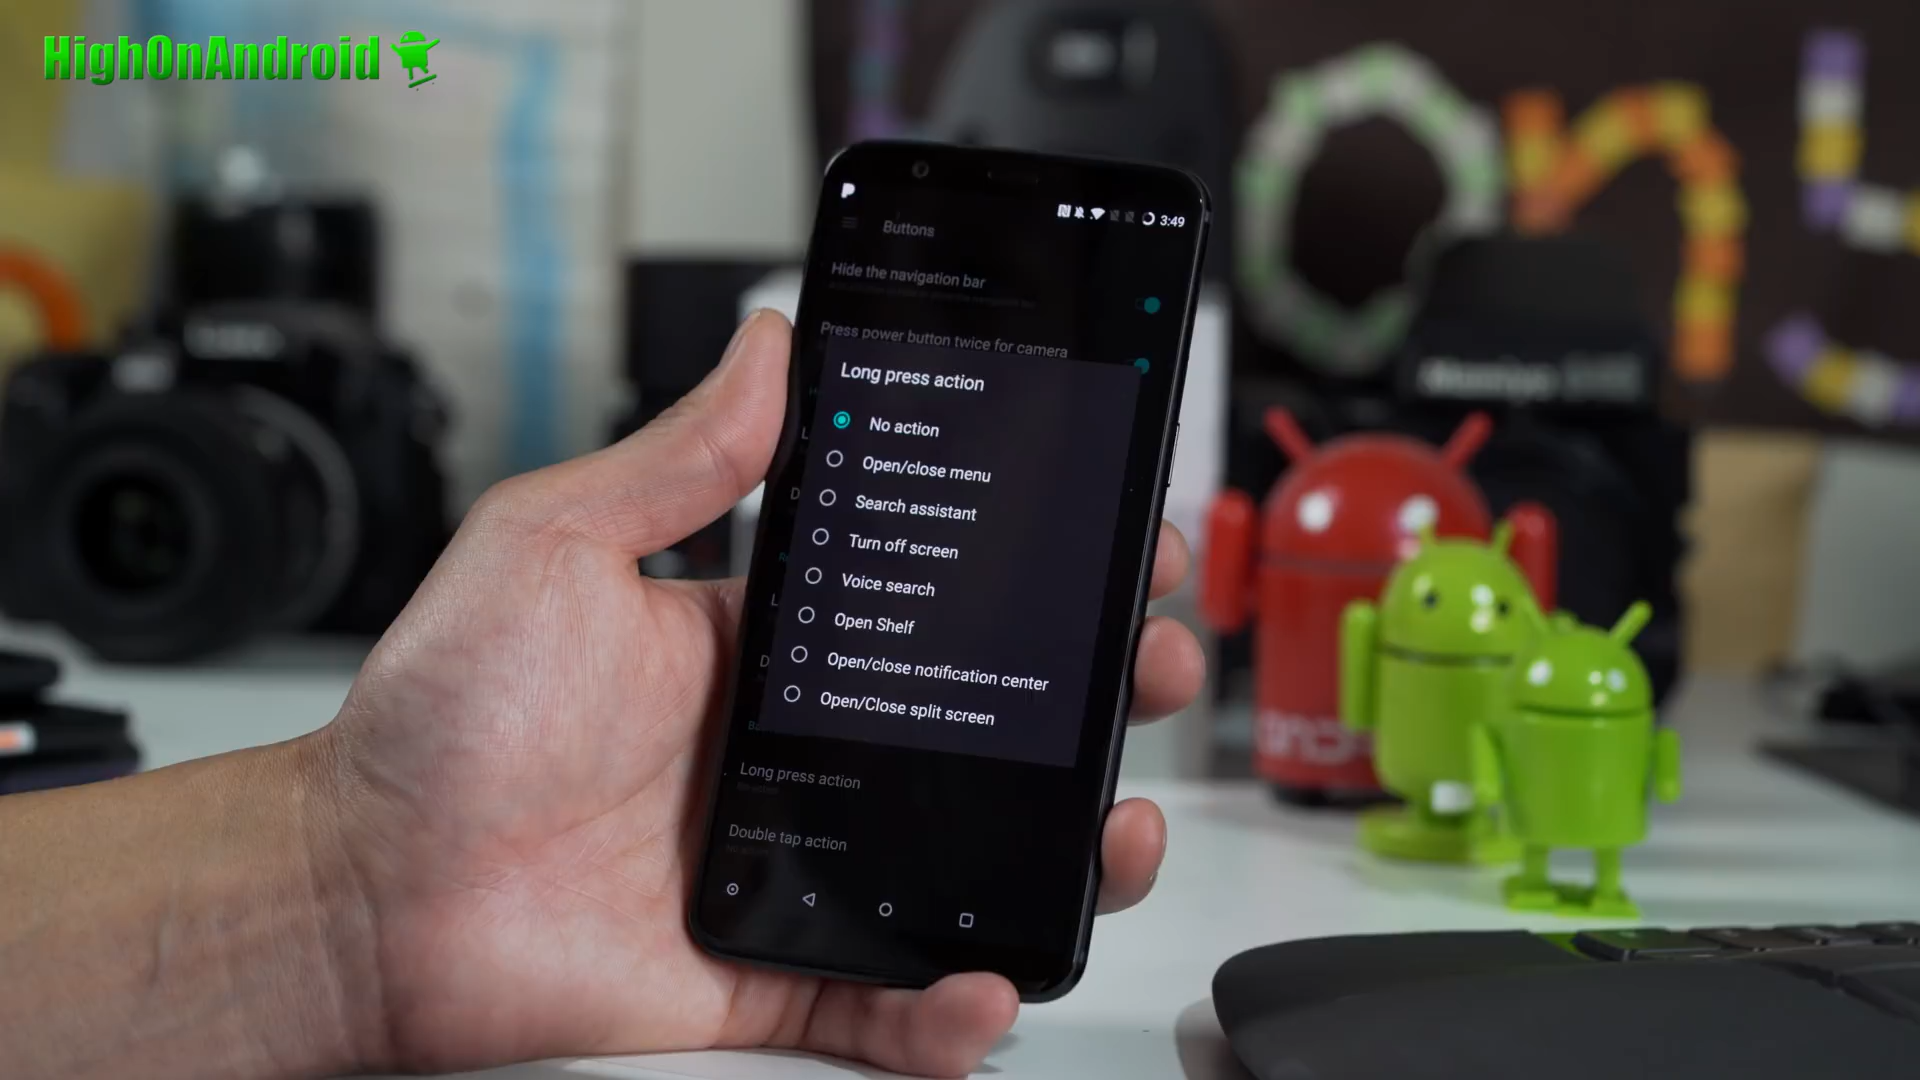 HighOnAndroid
3:49
Buttons
Hide the navigation bar
Press power button twice for camera
Long press action
No action
Open/close menu
Search assistant
Turn off screen
Voice search
Open Shelf
Open/close notification center
Open/Close split screen
Long press action
Double tap action